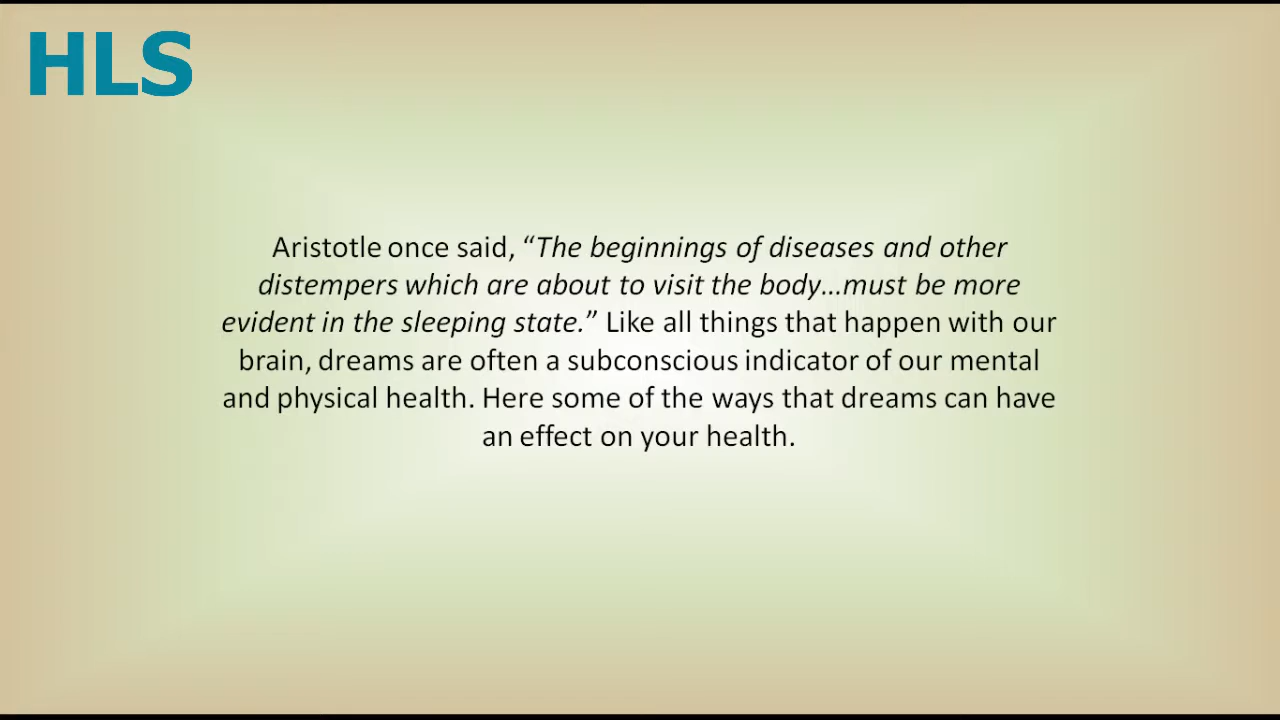 HLS
Aristotle once said, “The beginnings of diseases and other
distempers which are about to visit the body…must be more
evident in the sleeping state.” Like all things that happen with our
brain, dreams are often a subconscious indicator of our mental
and physical health. Here some of the ways that dreams can have
an effect on your health.